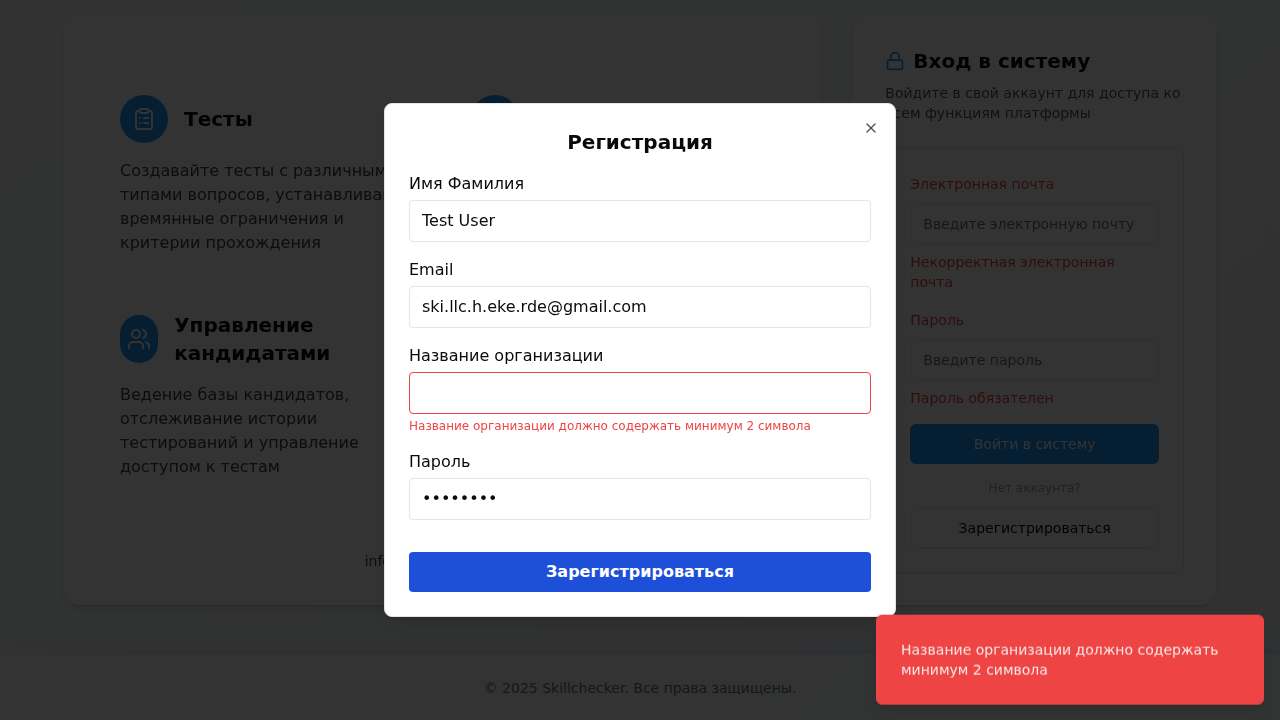 Тесты
Создавайте тесты с различным
типами вопросов,
времянные ограничения и
критерии прохождения
Управление
кандидатами
Ведение базы кандидатов,
отслеживание истории
тестирований и управление
доступом к тестам
Регистрация
Имя Фамилия
Test User
Email
ski.llc.h.eke.rde@gmail.com
Название организации
Название организации должно содержать минимум 2 символа
Пароль
••••••••
Зарегистрироваться
Вход в систему
Войдите в свой аккаунт для доступа ко
функциям платформы
Электронная почта
Введите электронную почту
Некорректная электронная
почта
Пароль
Введите пароль
Пароль обязателен
Войти в систему
Нет аккаунта?
Зарегистрироваться
© 2025 Skillchecker. Все права защищены.
Название организации должно содержать
минимум 2 символа